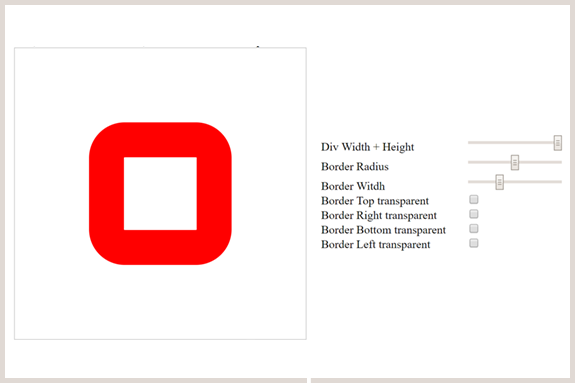 Div Width + Height
Border Radius
Border Witdh
Border Top transparent
Border Right transparent
Border Bottom transparent
Border Left transparent